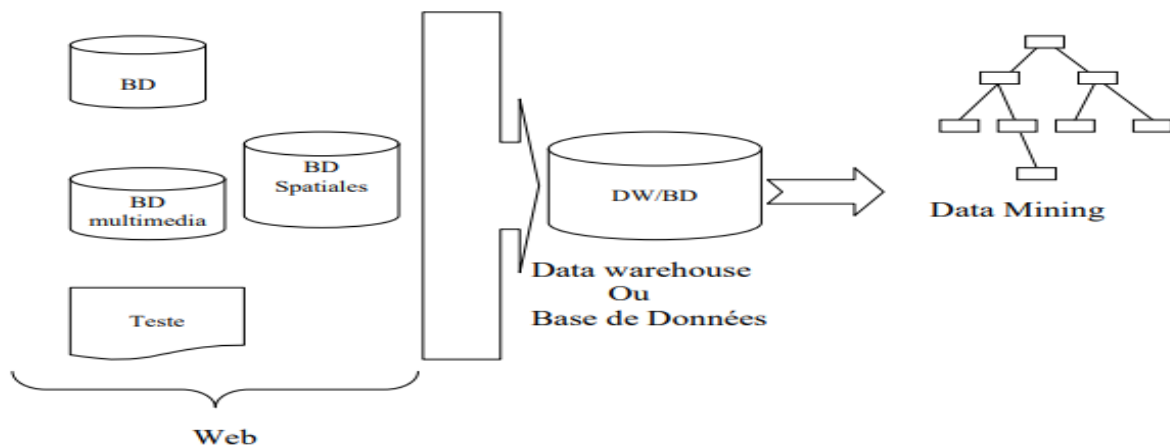 BD
BD
Spatiales
BD
multimedia
Teste
Web
DW/BD
Data warehouse
Ou
Base de Données
Data Mining